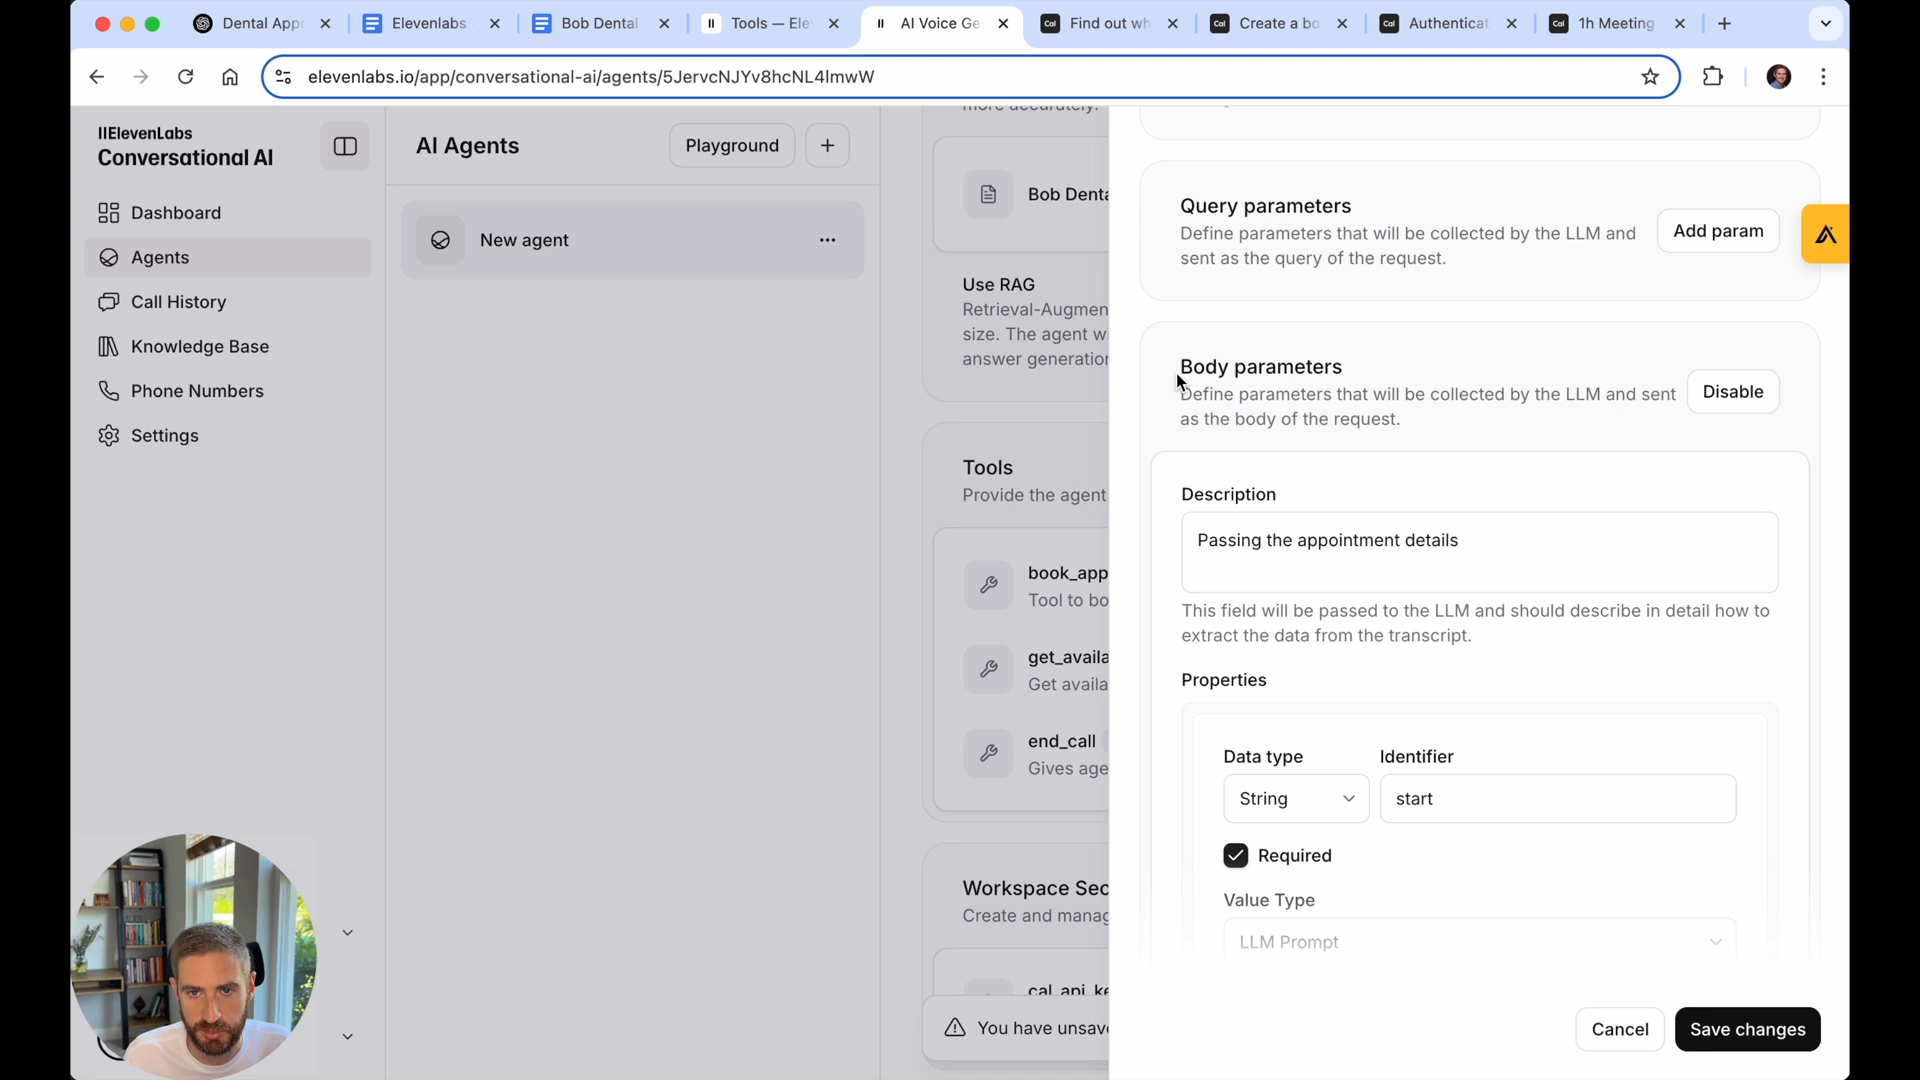 Dental Appo
Elevenlabs
Bob Dental
Tools — Ele
AI Voice Ge
Find out wh
Create a bo
Authenticat
1h Meeting
elevenlabs.io/app/conversational-ai/agents/5JervcNJYv8hcNL4lmwW
IIElevenLabs
Conversational AI
Dashboard
Agents
Call History
Knowledge Base
Phone Numbers
Settings
AI Agents
Playground
New agent
more accurately.
Bob Denta
Use RAG
Retrieval-Augmen
size. The agent w
answer generation
Tools
Provide the agent
book_app
Tool to bo
get_availa
Get availa
end_call
Gives age
Workspace Sec
Create and manag
cal_api_ke
You have unsave
Query parameters
Define parameters that will be collected by the LLM and
sent as the query of the request.
Add param
Body parameters
Define parameters that will be collected by the LLM and sent
as the body of the request.
Disable
Description
Passing the appointment details
This field will be passed to the LLM and should describe in detail how to
extract the data from the transcript.
Properties
Data type
Identifier
String
start
Required
Value Type
LLM Prompt
Cancel
Save changes